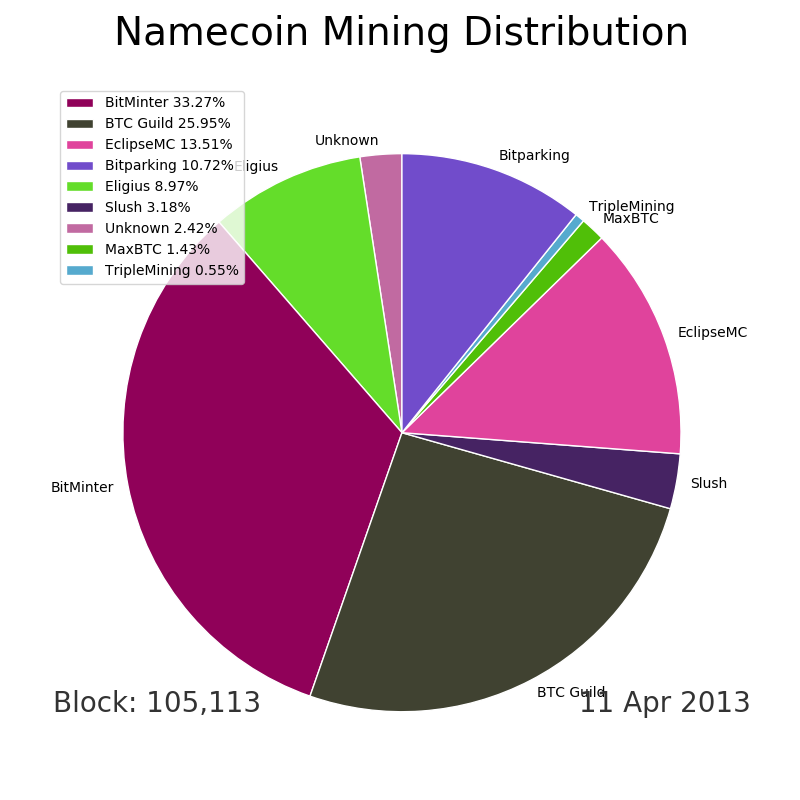 Namecoin Mining Distribution
BitMinter 33.27%
BTC Guild 25.95%
EclipseMC 13.51%
Bitparking 10.72%
Eligius 8.97%
Slush 3.18%
Unknown 2.42%
MaxBTC 1.43%
TripleMining 0.55%
Unknown
Bitparking
Eligius
TripleMining
MaxBTC
EclipseMC
BitMinter
Slush
BTC Guild
Block: 105,113
11 Apr 2013